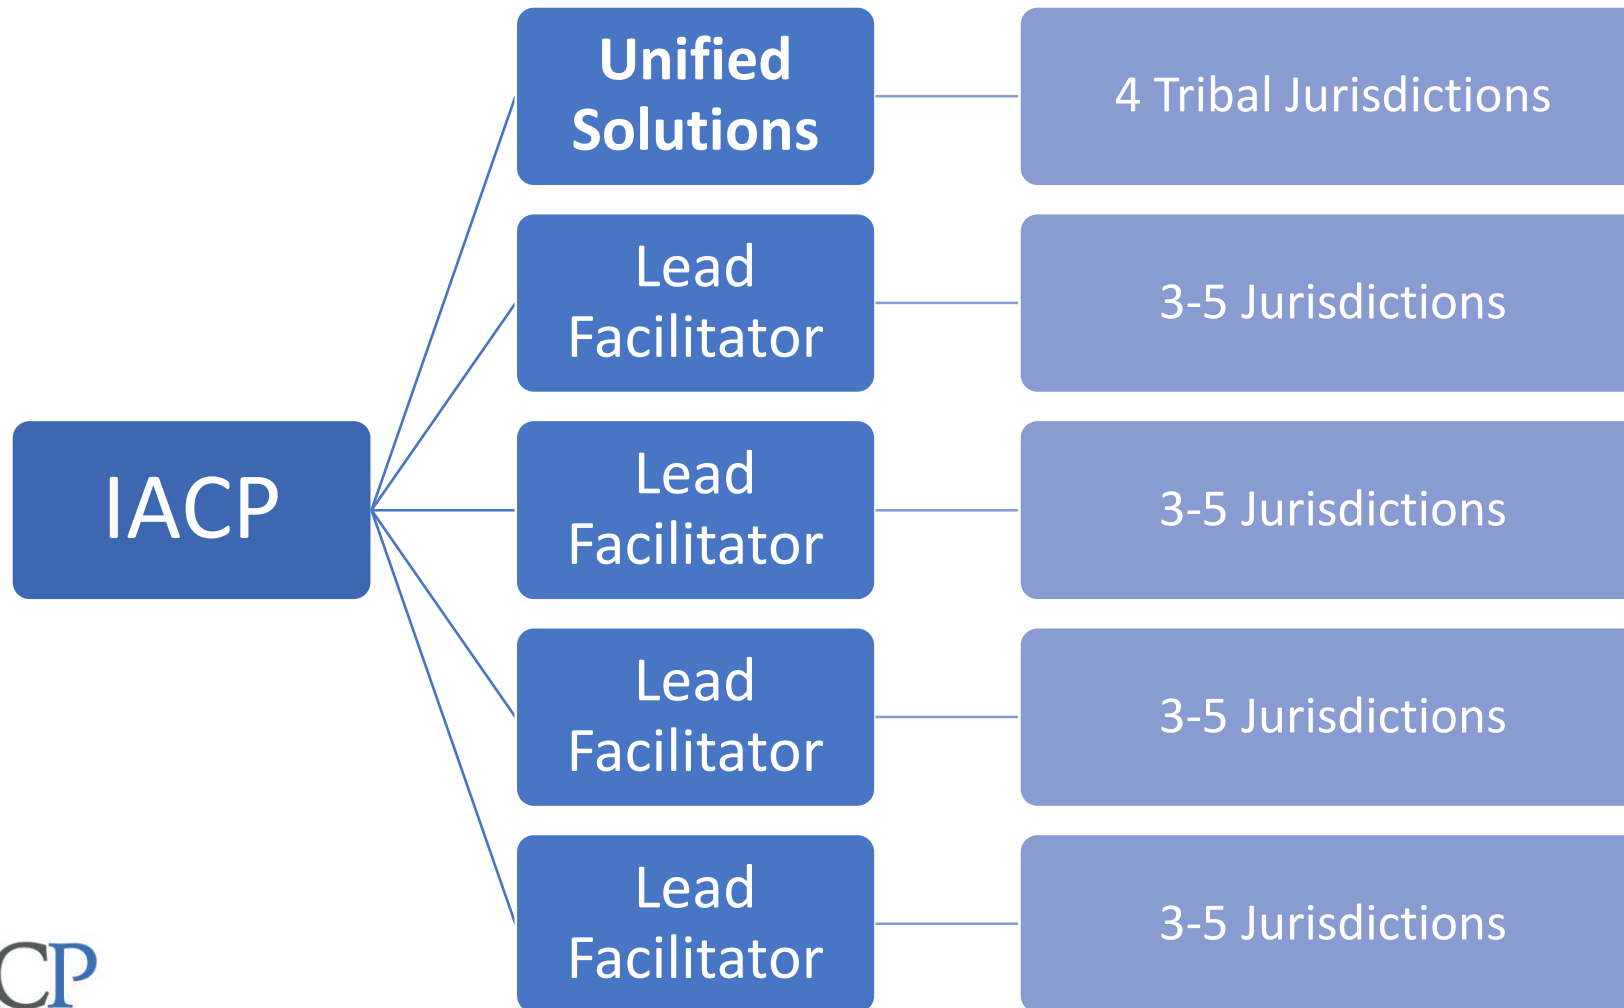 Unified
Solutions
4 Tribal Jurisdictions
Lead
Facilitator
3-5 Jurisdictions
IACP
Lead
Facilitator
3-5 Jurisdictions
Lead
Facilitator
3-5 Jurisdictions
Lead
Facilitator
3-5 Jurisdictions
CP